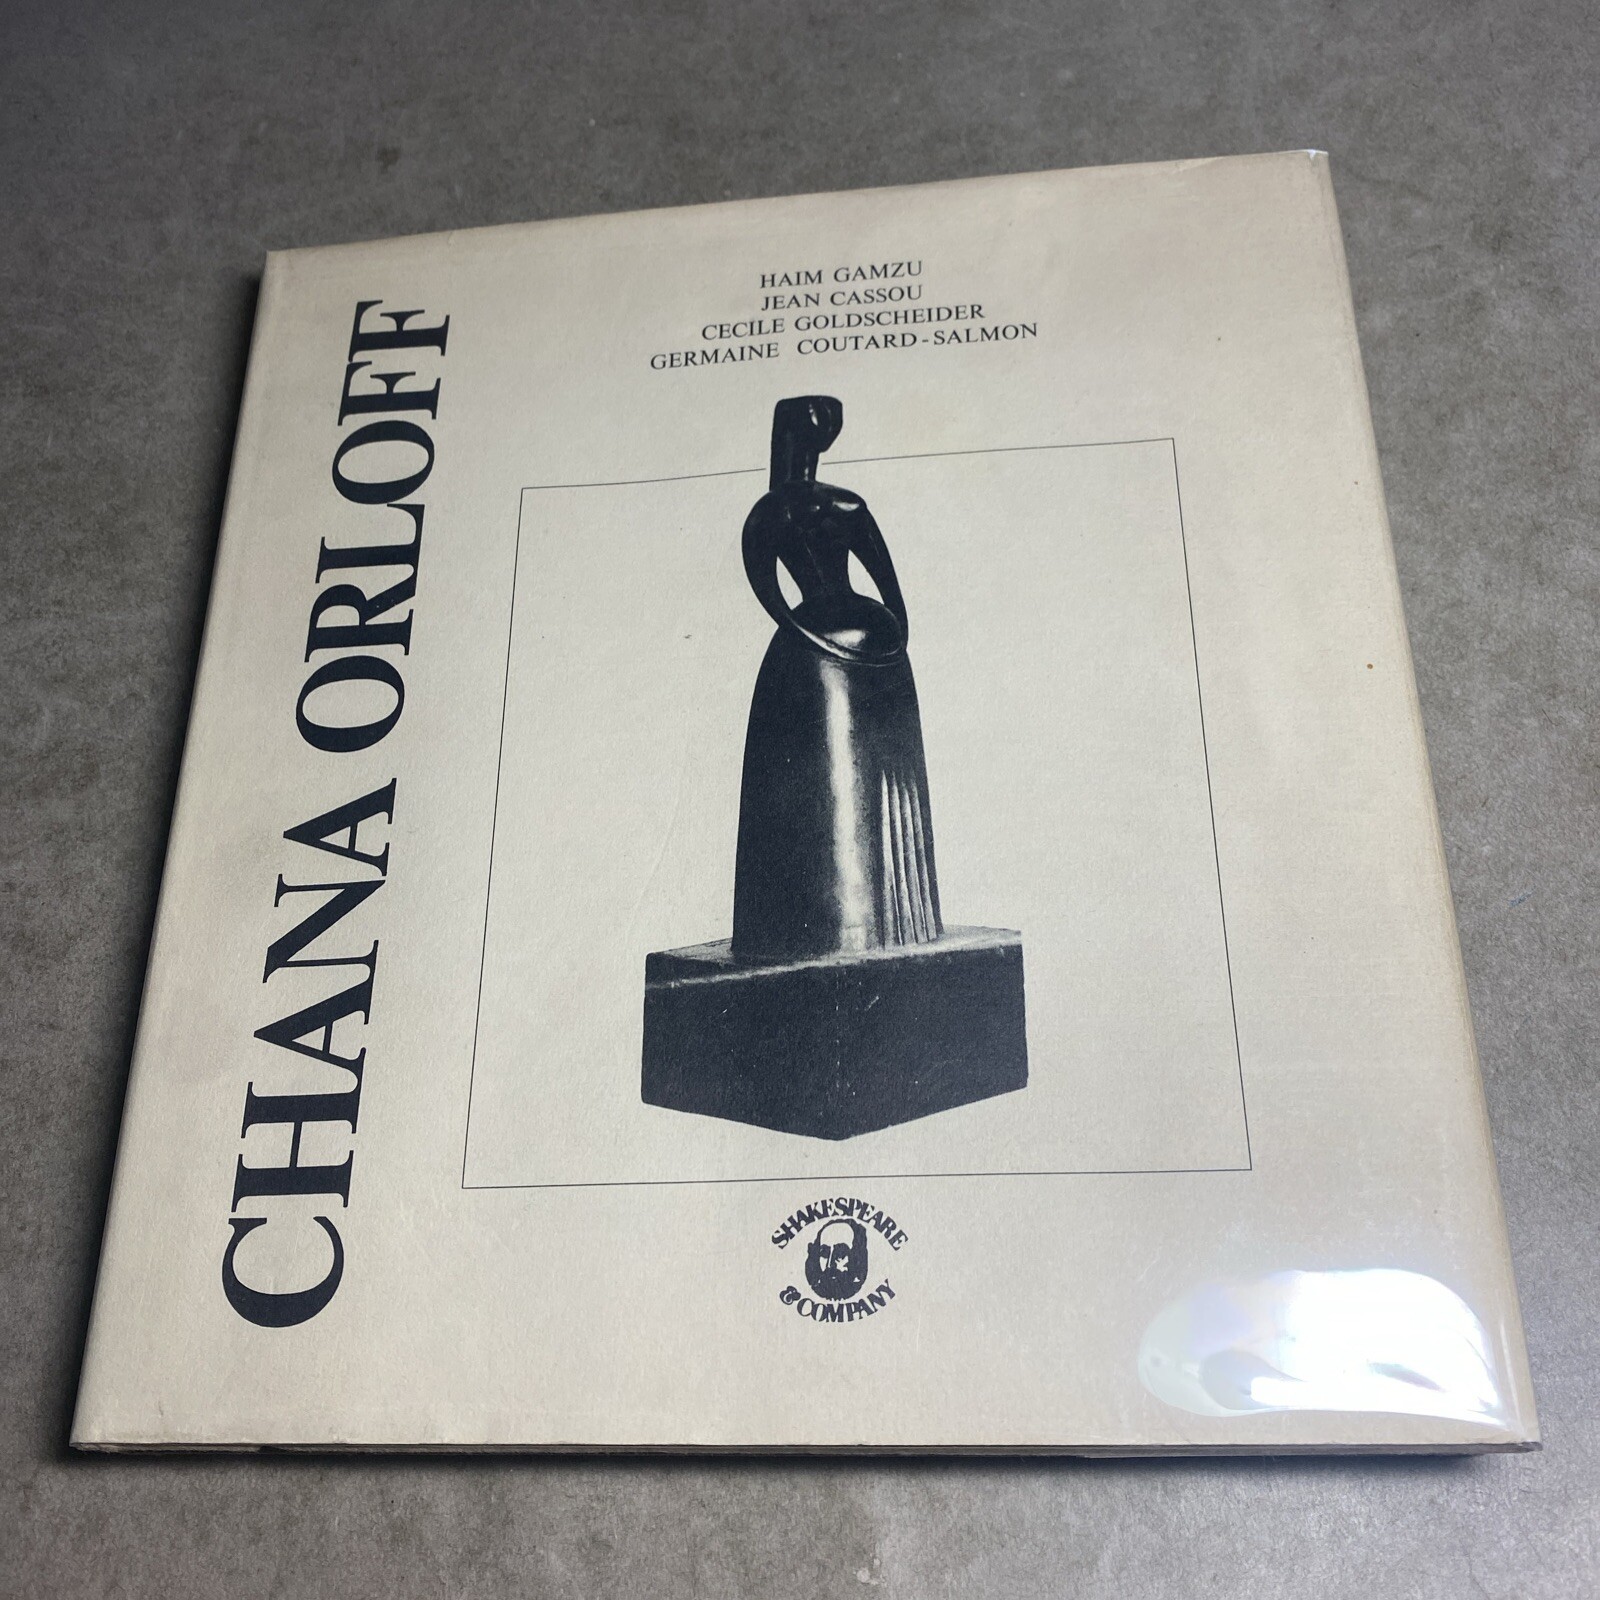 HAIM GAMZU
JEAN CASSOU
CECILE GOLDSCHEIDER
GERMAINE COUTARD-SALMON
CHANA ORLOFF
SHAKESPEARE
& COMPANY